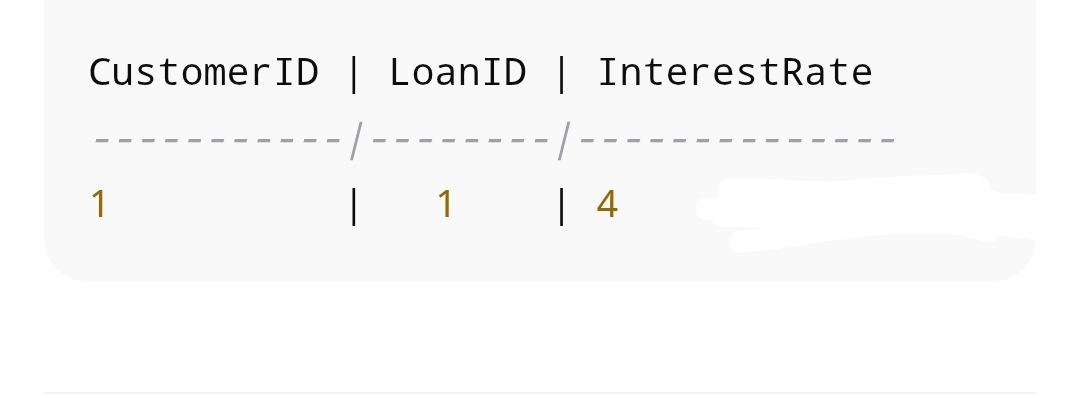 CustomerID | LoanID | InterestRate
-----------/--------/--------------
1 | 1 | 4